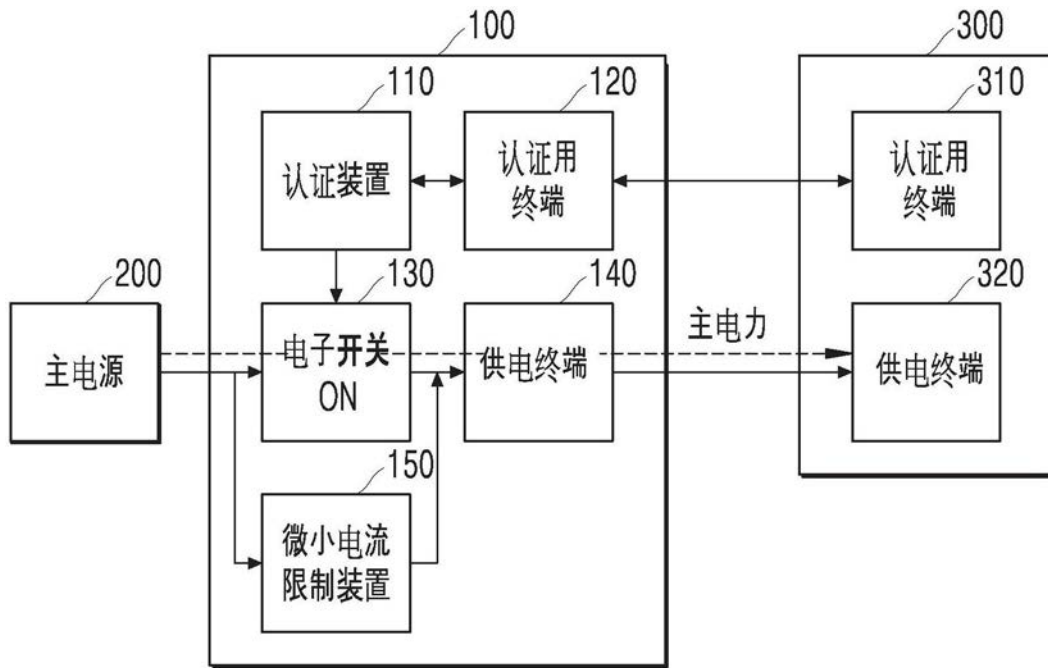 100
300
110
120
310
认证装置
认证用
终端
认证用
终端
200
130
140
320
主电源
电子开关
ON
供电终端
主电力
供电终端
150
微小电流
限制装置